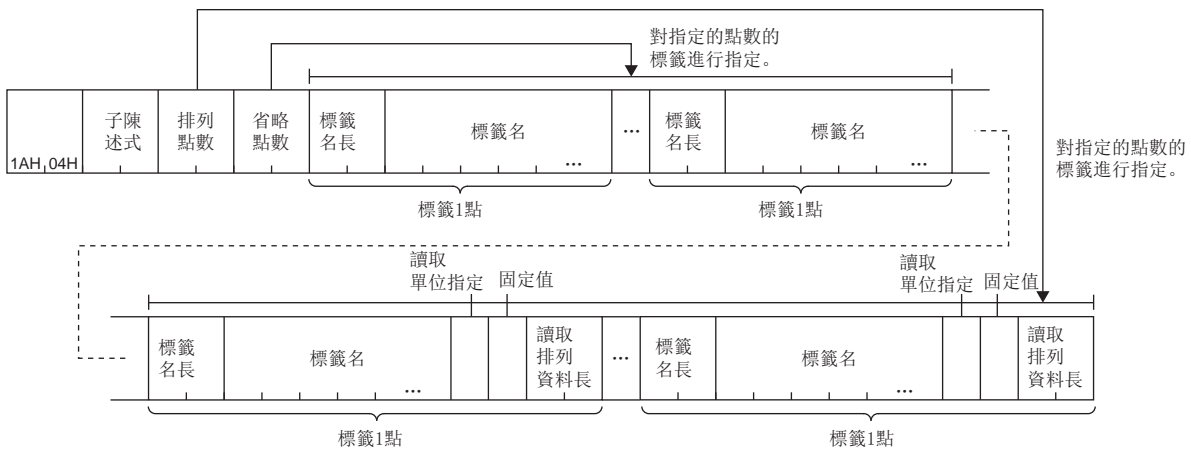 對指定的點數的
標籤進行指定。
1AH 04H
子陳
述式
排列
點數
省略
點數
標籤
名長
標籤名
…
…
標籤
名長
標籤名
…
標籤1點
標籤1點
對指定的點數的
標籤進行指定。
讀取
單位指定
固定值
讀取
單位指定
固定值
標籤
名長
標籤名
…
讀取
排列
資料長
…
標籤
名長
標籤名
…
讀取
排列
資料長
標籤1點
標籤1點